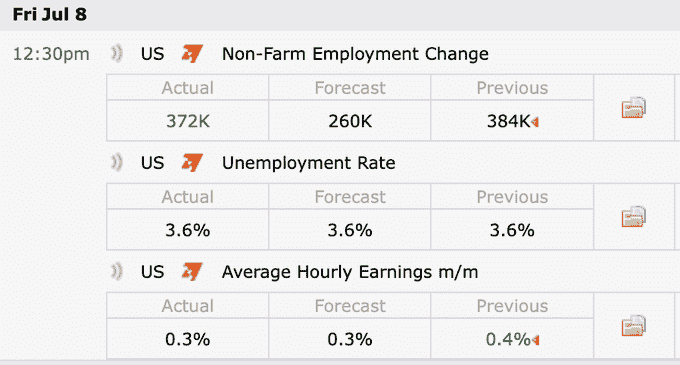 Fri Jul 8
12:30pm US Non-Farm Employment Change
Actual Forecast Previous
372K 260K 384K
US Unemployment Rate
Actual Forecast Previous
3.6% 3.6% 3.6%
US Average Hourly Earnings m/m
Actual Forecast Previous
0.3% 0.3% 0.4%